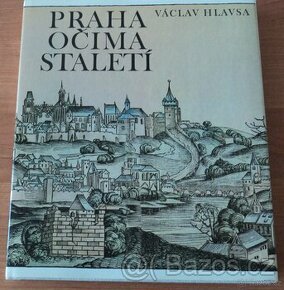 PRAHA
OČIMA
STALETÍ
VÁCLAV HLAVSA
Bazoš.cz